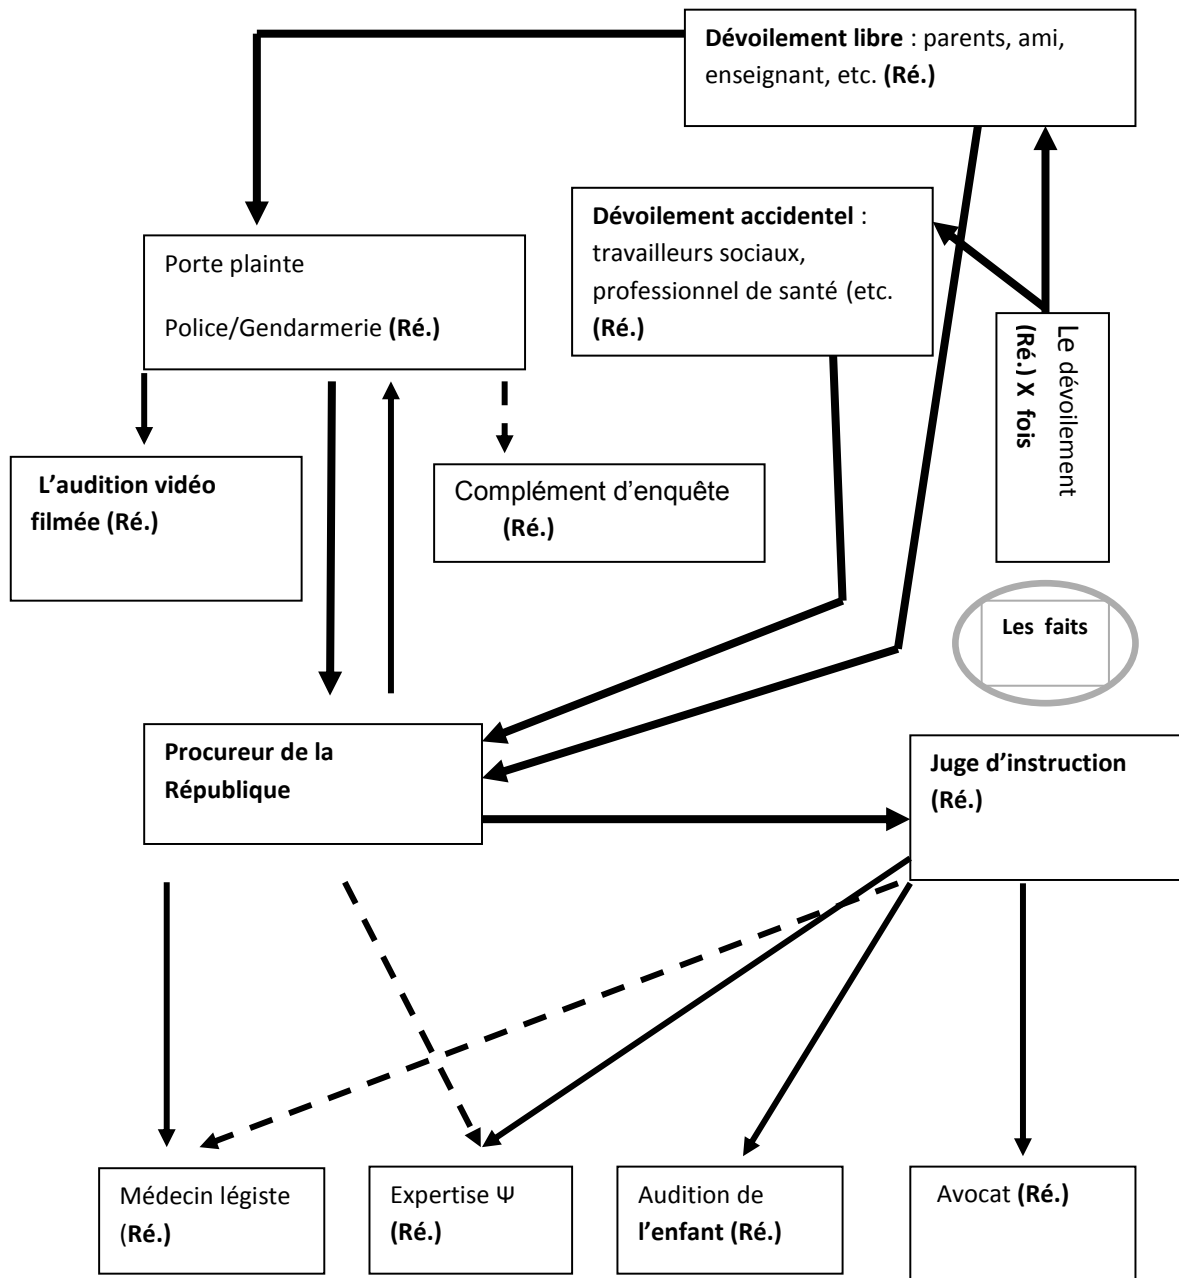 Dévoilement libre : parents, ami,
enseignant, etc. (Ré.)
Dévoilement accidentel :
travailleurs sociaux,
professionnel de santé (etc.
(Ré.)
Porte plainte
Police/Gendarmerie (Ré.)
Le dévoilement
(Ré.) X fois
L’audition vidéo
filmée (Ré.)
Complément d’enquête
(Ré.)
Les faits
Procureur de la
République
Juge d’instruction
(Ré.)
Médecin légiste
(Ré.)
Expertise Ψ
(Ré.)
Audition de
l’enfant (Ré.)
Avocat (Ré.)